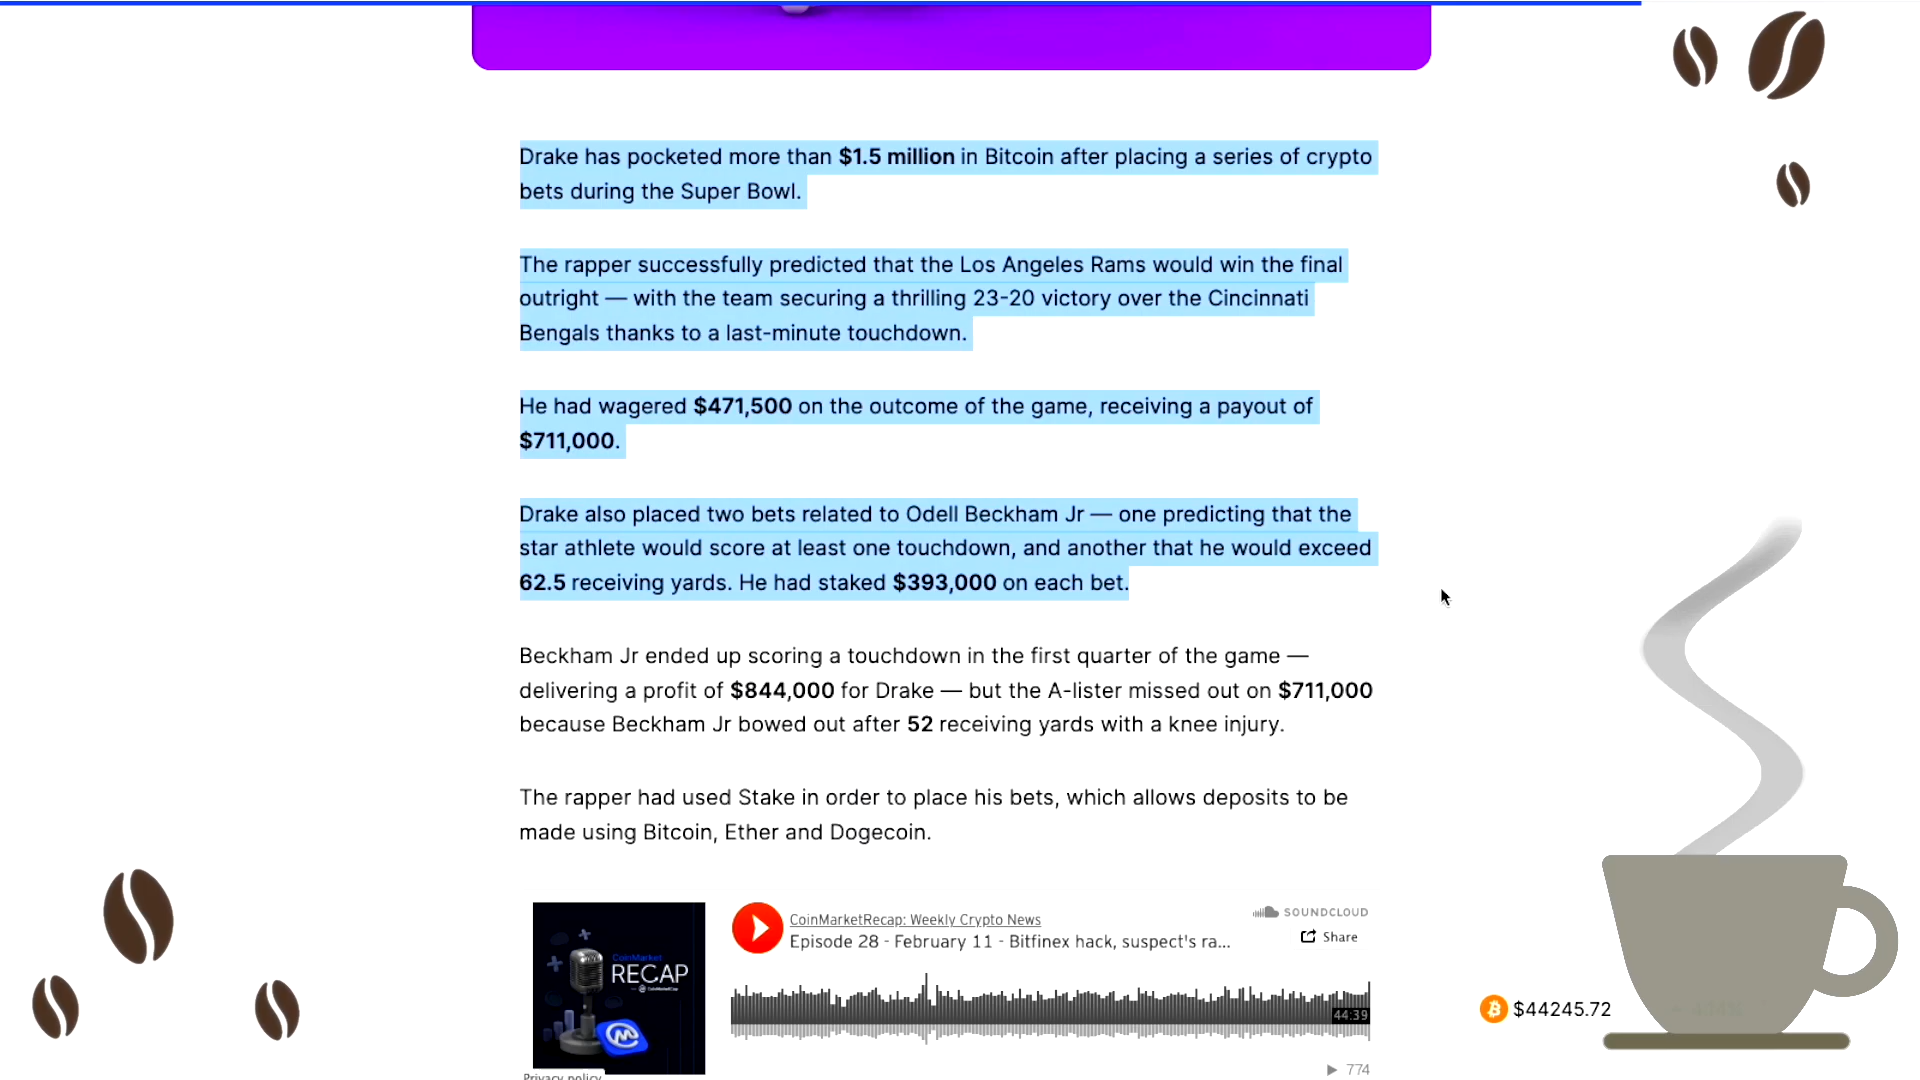 Drake has pocketed more than $1.5 million in Bitcoin after placing a series of crypto
bets during the Super Bowl.
The rapper successfully predicted that the Los Angeles Rams would win the final
outright — with the team securing a thrilling 23-20 victory over the Cincinnati
Bengals thanks to a last-minute touchdown.
He had wagered $471,500 on the outcome of the game, receiving a payout of
$711,000.
Drake also placed two bets related to Odell Beckham Jr — one predicting that the
star athlete would score at least one touchdown, and another that he would exceed
62.5 receiving yards. He had staked $393,000 on each bet.
Beckham Jr ended up scoring a touchdown in the first quarter of the game —
delivering a profit of $844,000 for Drake — but the A-lister missed out on $711,000
because Beckham Jr bowed out after 52 receiving yards with a knee injury.
The rapper had used Stake in order to place his bets, which allows deposits to be
made using Bitcoin, Ether and Dogecoin.
CoinMarketRecap: Weekly Crypto News
SOUNDCLOUD
Episode 28 - February 11 - Bitfinex hack, suspect's ra...
Share
CoinMarket
RECAP
CoinMarketCap
44:39
$44245.72
774
Privacy policy